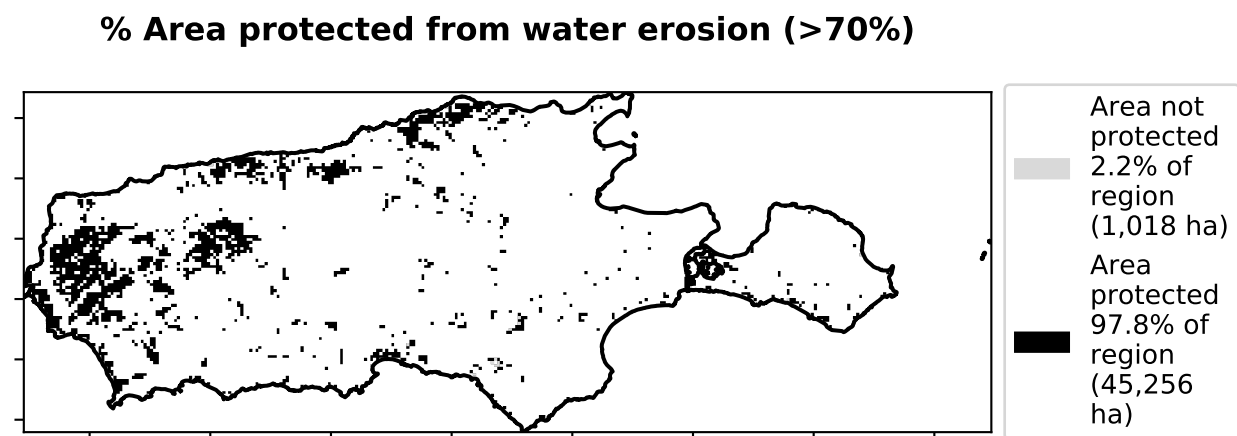 % Area protected from water erosion (>70%)
Area not
protected
2.2% of
region
(1,018 ha)
Area
protected
97.8% of
region
(45,256
ha)